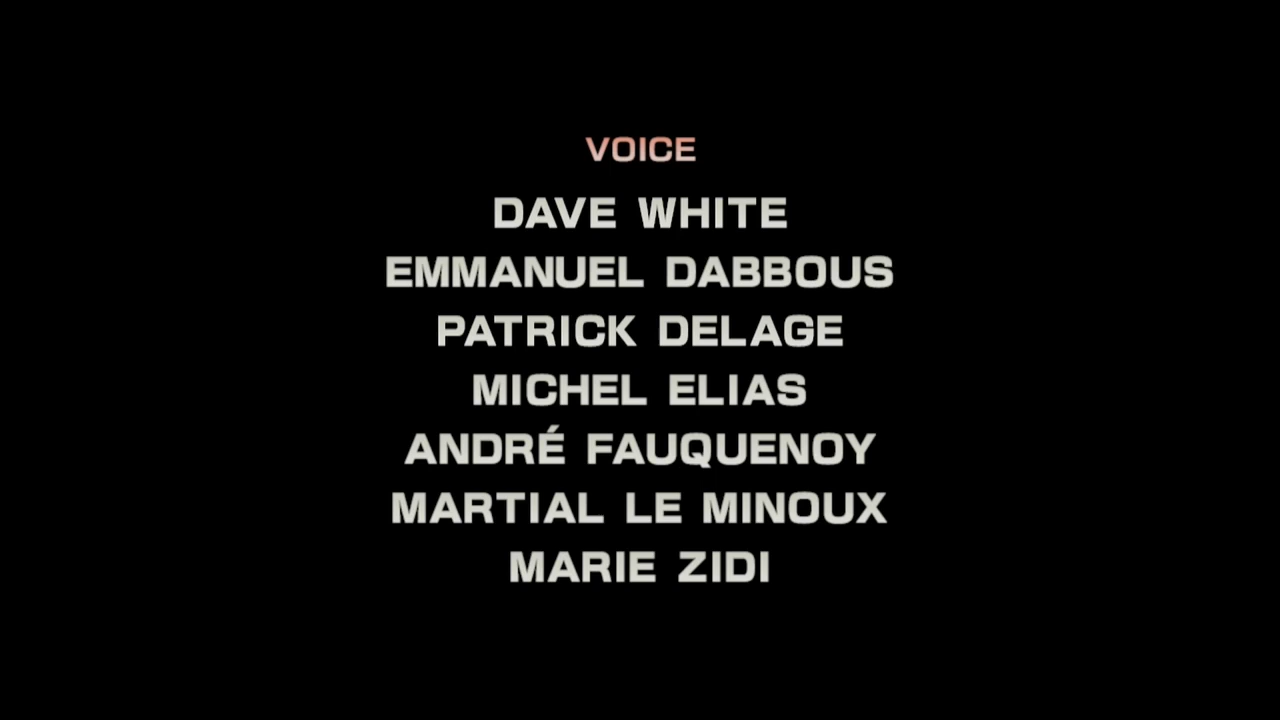 VOICE
DAVE WHITE
EMMANUEL DABBOUS
PATRICK DELAGE
MICHEL ELIAS
ANDRÉ FAUQUENOY
MARTIAL LE MINOUX
MARIE ZIDI